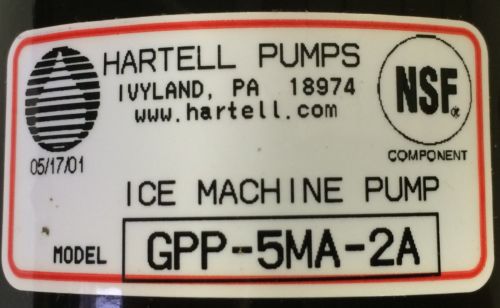 HARTELL PUMPS
IVYLAND, PA 18974
www.hartell.com
NSF
COMPONENT
05/17/01
ICE MACHINE PUMP
MODEL GPP-5MA-2A